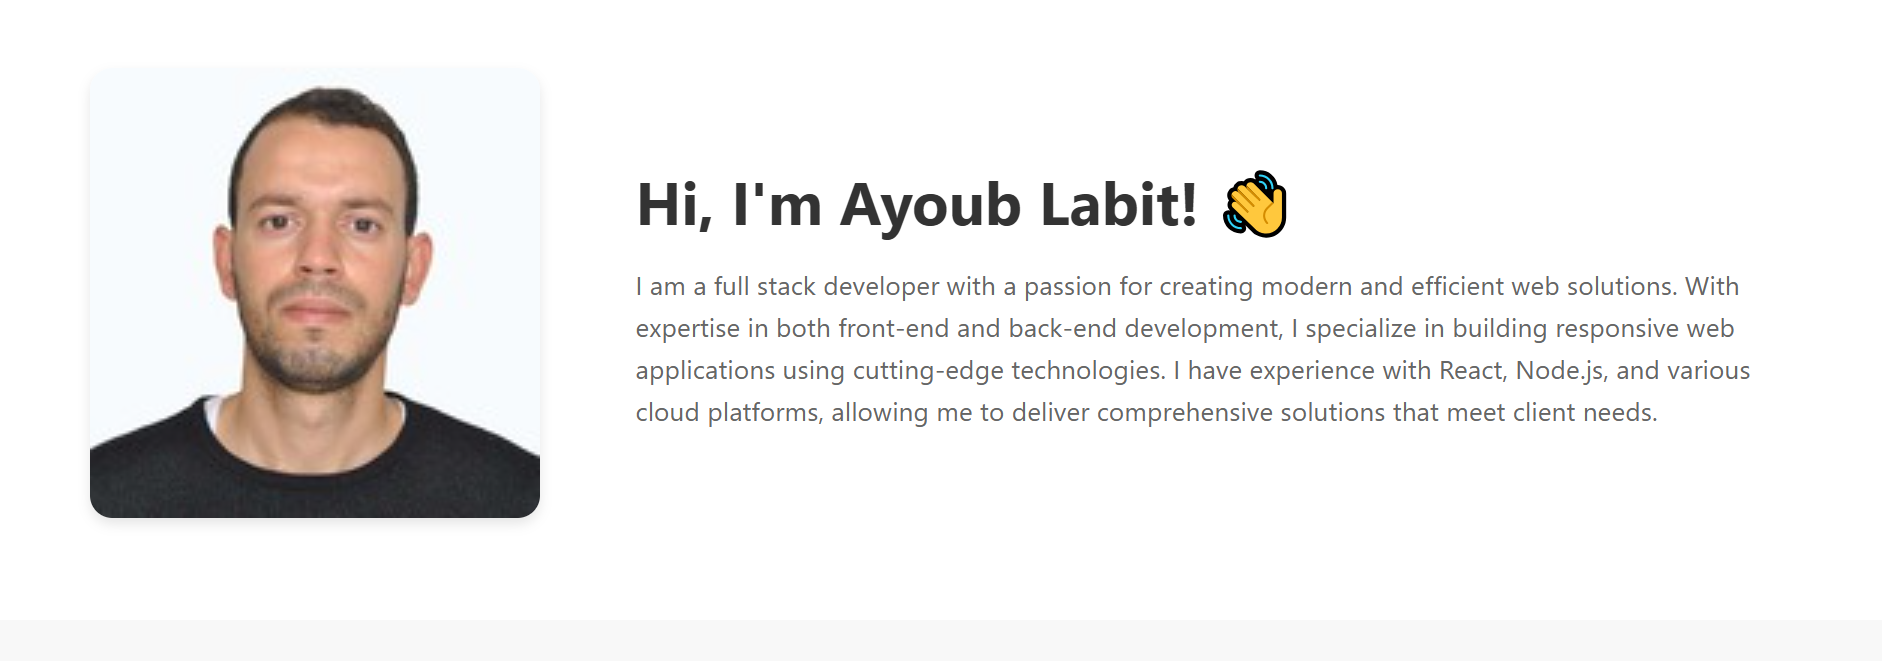 Hi, I'm Ayoub Labit! 👋
I am a full stack developer with a passion for creating modern and efficient web solutions. With
expertise in both front-end and back-end development, I specialize in building responsive web
applications using cutting-edge technologies. I have experience with React, Node.js, and various
cloud platforms, allowing me to deliver comprehensive solutions that meet client needs.